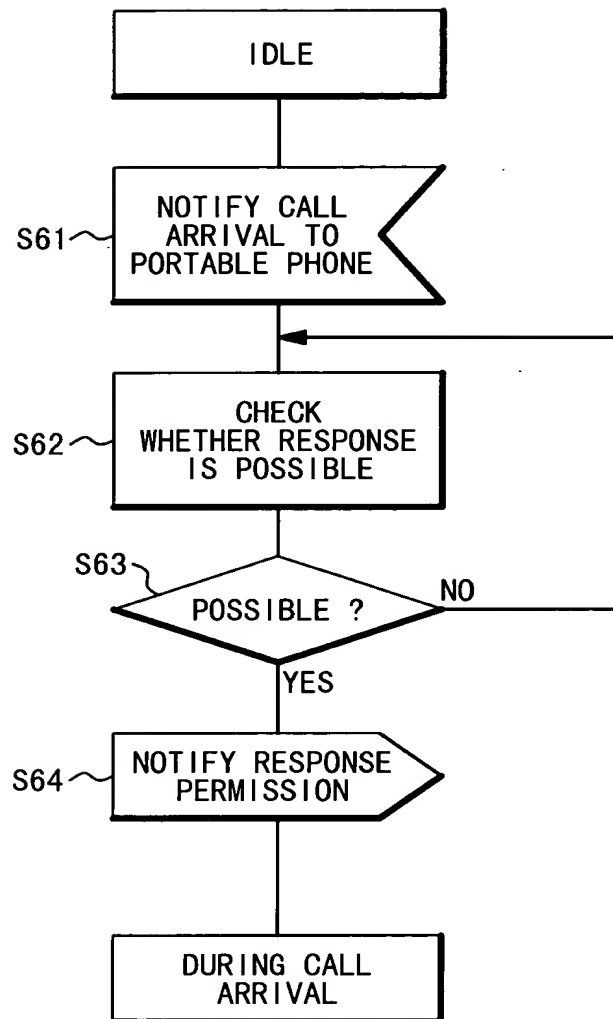 IDLE
NOTIFY CALL
ARRIVAL TO
PORTABLE PHONE
S61
CHECK
WHETHER RESPONSE
IS POSSIBLE
S62
S63
POSSIBLE ?
NO
YES
NOTIFY RESPONSE
PERMISSION
S64
DURING CALL
ARRIVAL